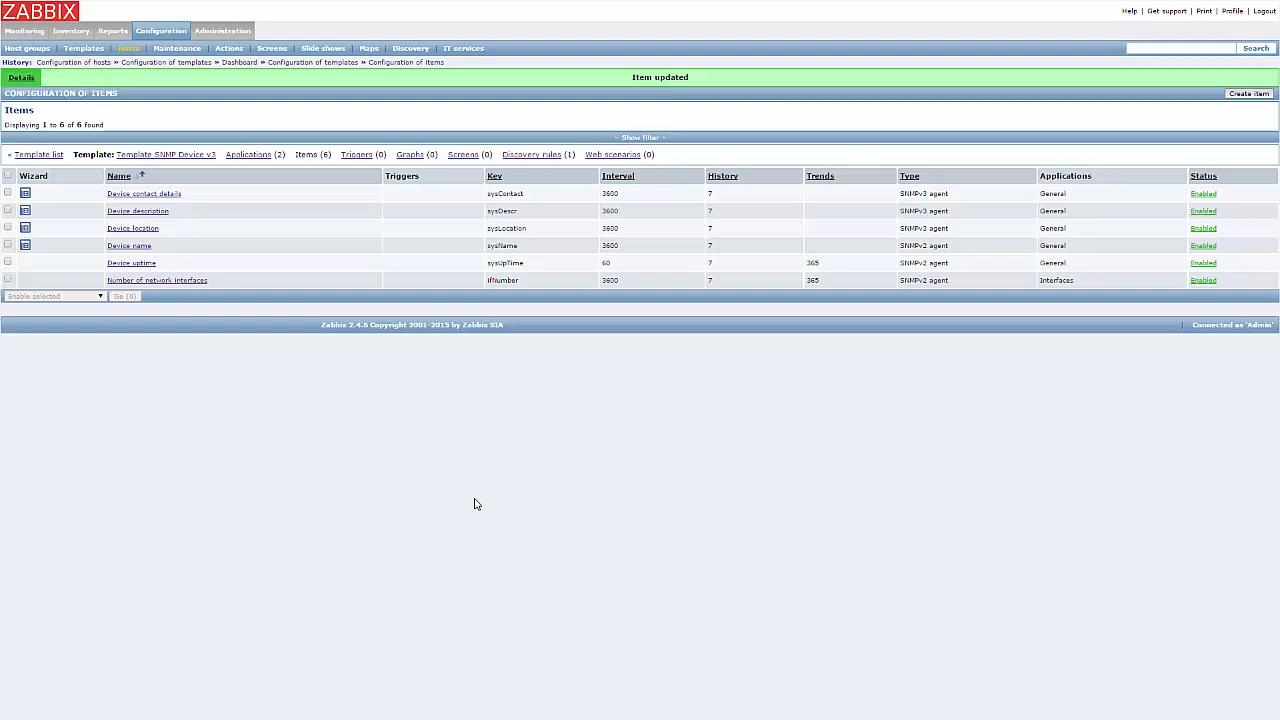 ZABBIX
Help | Get support | Print | Profile | Logout
Monitoring Inventory Reports Configuration Administration
Host groups | Templates | Hosts | Maintenance | Actions | Screens | Slide shows | Maps | Discovery | IT services Search
History: Configuration of hosts » Configuration of templates » Dashboard » Configuration of templates » Configuration of items
Details Item updated
CONFIGURATION OF ITEMS Create item
Items
Displaying 1 to 6 of 6 found
Show filter
« Template list Template: Template SNMP Device v3 Applications (2) Items (6) Triggers (0) Graphs (0) Screens (0) Discovery rules (1) Web scenarios (0)
Wizard Name Triggers Key Interval History Trends Type Applications Status
Device contact details sysContact 3600 7 SNMPv3 agent General Enabled
Device description sysDescr 3600 7 SNMPv3 agent General Enabled
Device location sysLocation 3600 7 SNMPv3 agent General Enabled
Device name sysName 3600 7 SNMPv2 agent General Enabled
Device uptime sysUpTime 60 7 365 SNMPv2 agent General Enabled
Number of network interfaces ifNumber 3600 7 365 SNMPv2 agent Interfaces Enabled
Enable selected Go (0)
Zabbix 2.4.6 Copyright 2001-2015 by Zabbix SIA | Connected as 'Admin'